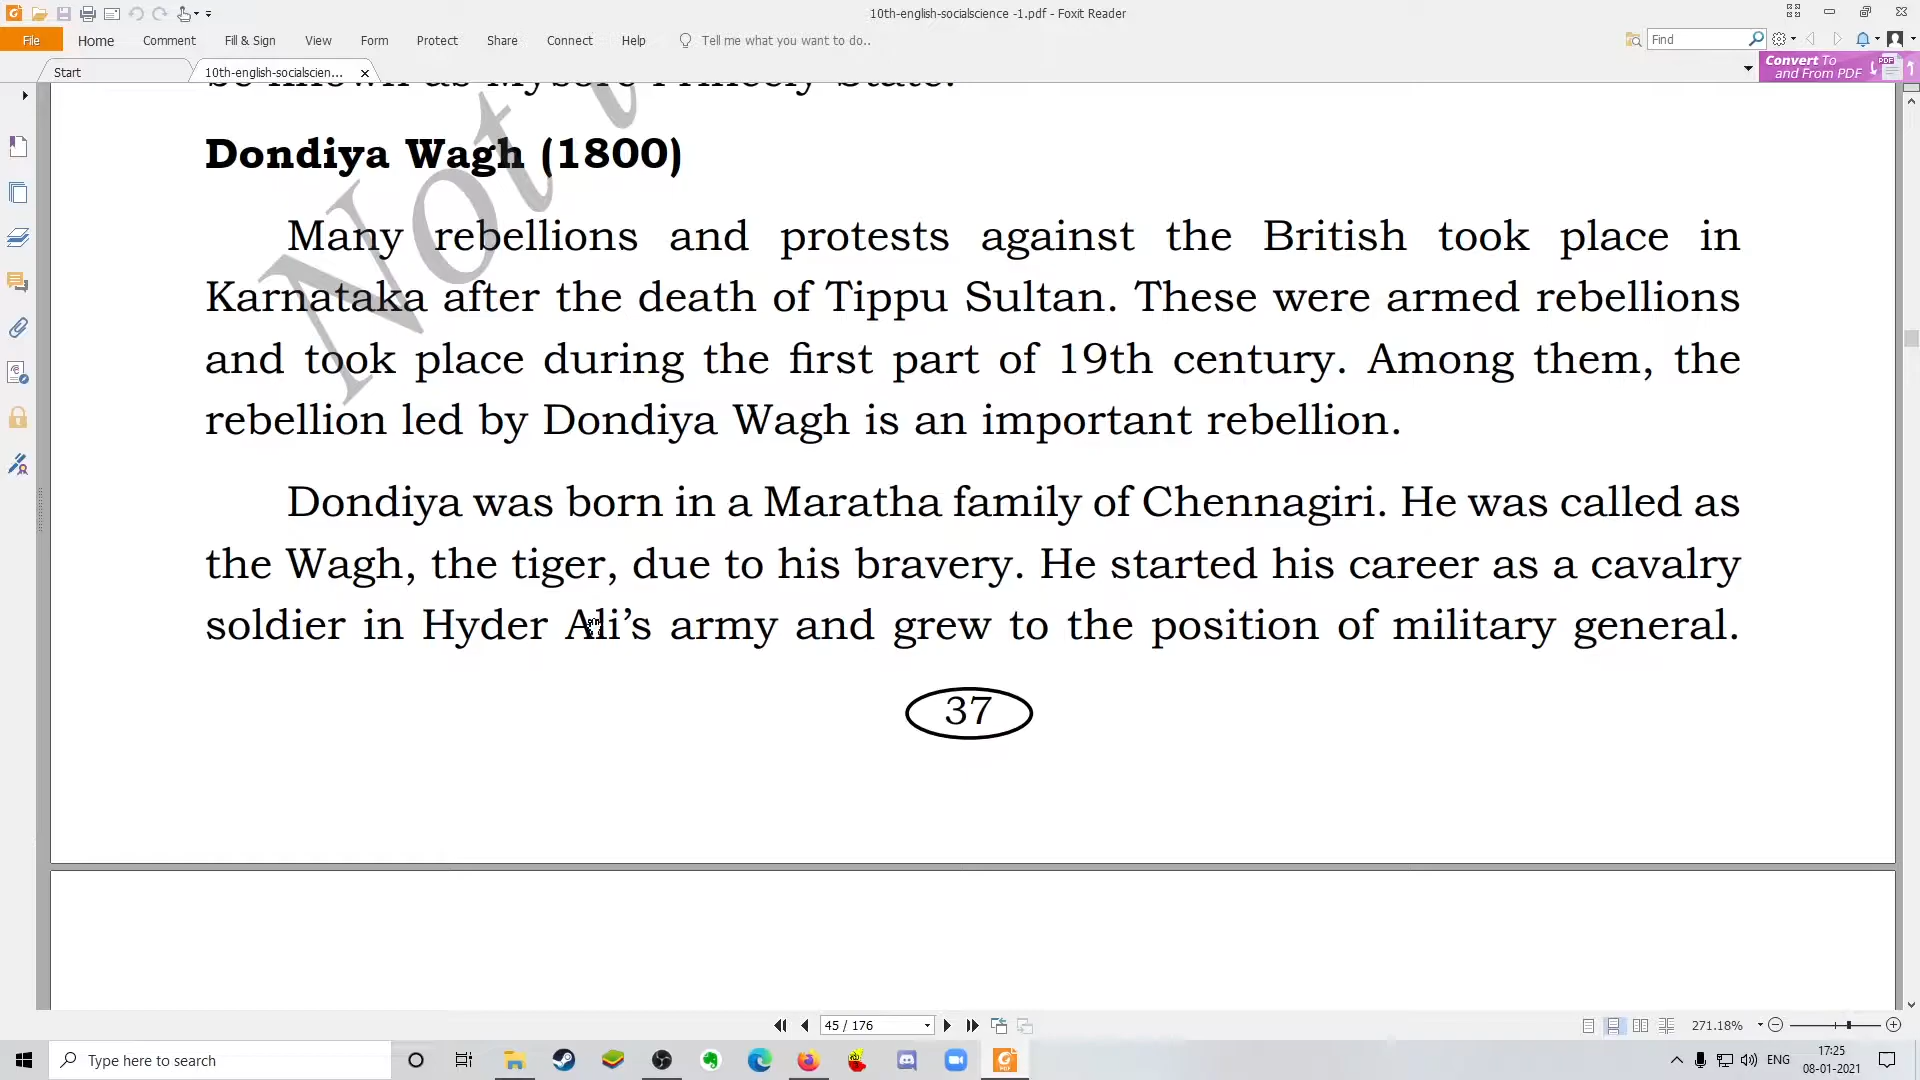 10th-english-socialscience -1.pdf - Foxit Reader
File Home Comment Fill & Sign View Form Protect Share Connect Help Tell me what you want to do.. Find
Start 10th-english-socialscien... Convert To and From PDF
be known as Mysore Princely State.
Dondiya Wagh (1800)
Many rebellions and protests against the British took place in
Karnataka after the death of Tippu Sultan. These were armed rebellions
and took place during the first part of 19th century. Among them, the
rebellion led by Dondiya Wagh is an important rebellion.
Dondiya was born in a Maratha family of Chennagiri. He was called as
the Wagh, the tiger, due to his bravery. He started his career as a cavalry
soldier in Hyder Ali’s army and grew to the position of military general.
37
Not
45 / 176 271.18%
Type here to search ENG 17:25
08-01-2021